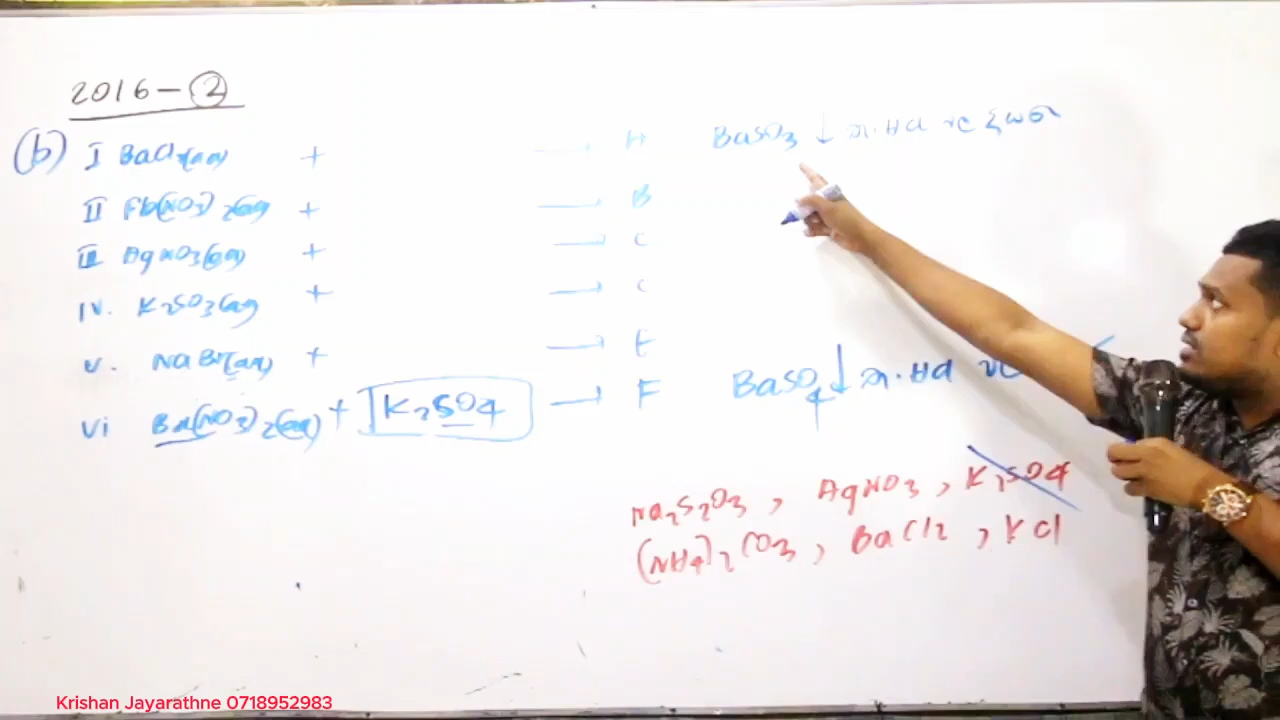 2016 - 2
(b) I BaCl2(aq) + → A BaSO3 ↓ ත. HCl
II Pb(NO3)2(aq) + → B
III AgNO3(aq) + → C
IV. K2SO3(aq) + → C
V. NaBr(aq) + → E
Vi Ba(NO3)2(aq) + K2SO4 → F BaSO4 ↓ ත. HCl
Na2S2O3, AgNO3, K2SO4
(NH4)2CO3, BaCl2, KCl
Krishan Jayarathne 0718952983